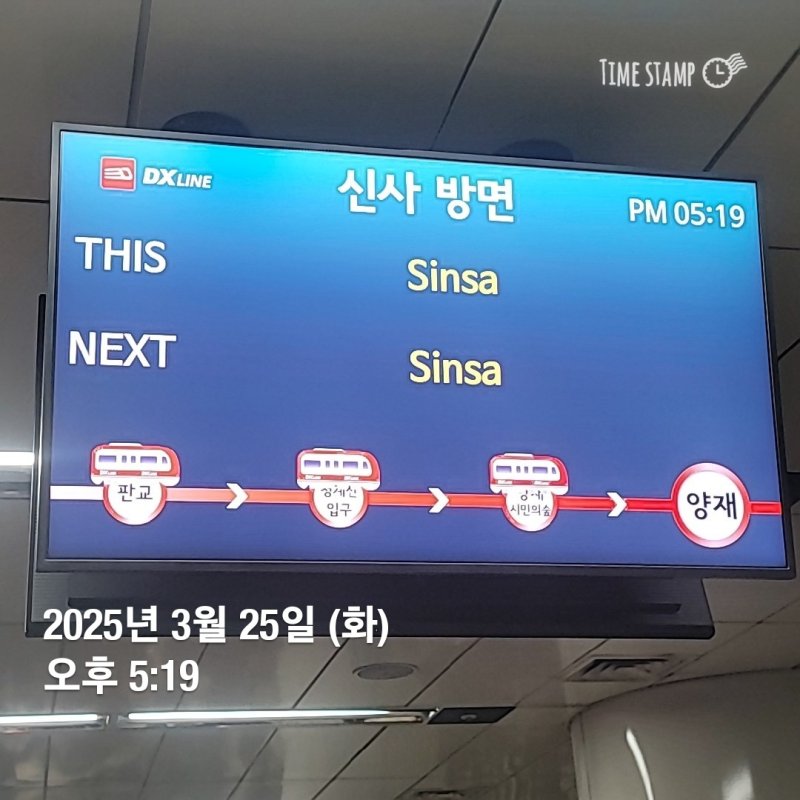 TIME STAMP
DX LINE
신사 방면
PM 05:19
THIS
Sinsa
NEXT
Sinsa
판교
입구
시민의숲
양재
2025년 3월 25일 (화)
오후 5:19